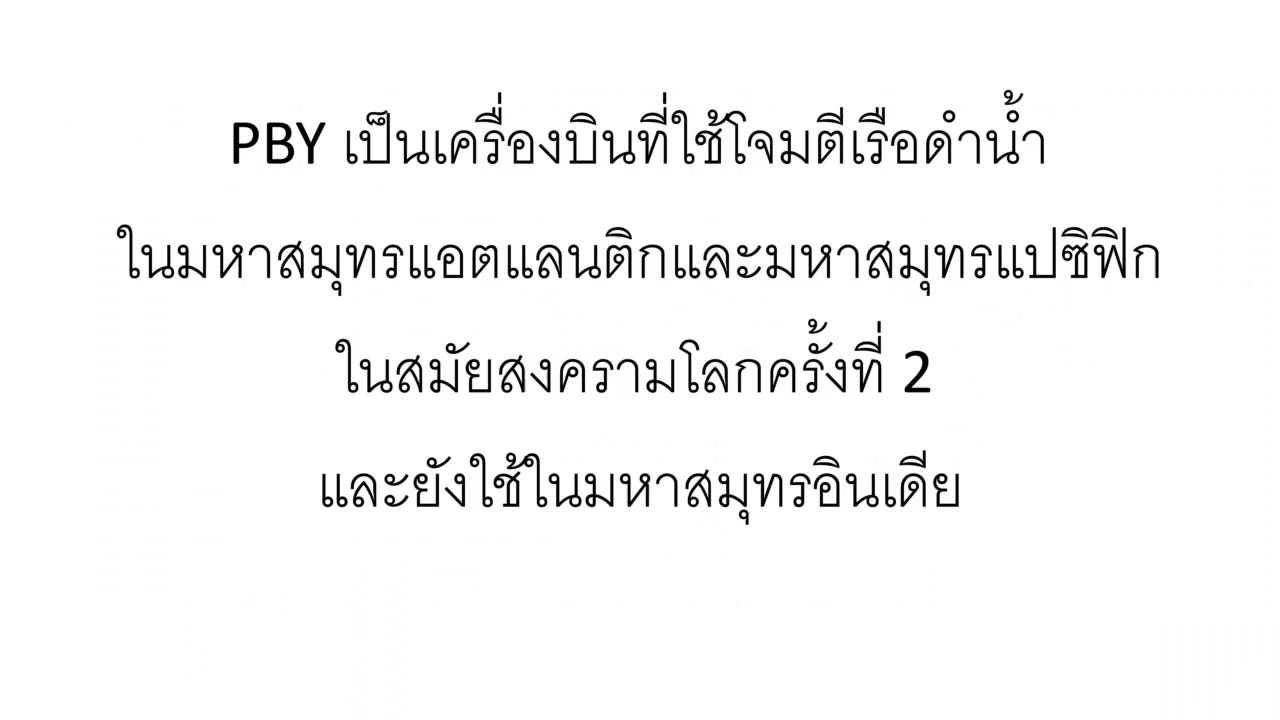 PBY เป็นเครื่องบินที่ใช้โจมตีเรือดำน้ำ
ในมหาสมุทรแอตแลนติกและมหาสมุทรแปซิฟิก
ในสมัยสงครามโลกครั้งที่ 2
และยังใช้ในมหาสมุทรอินเดีย